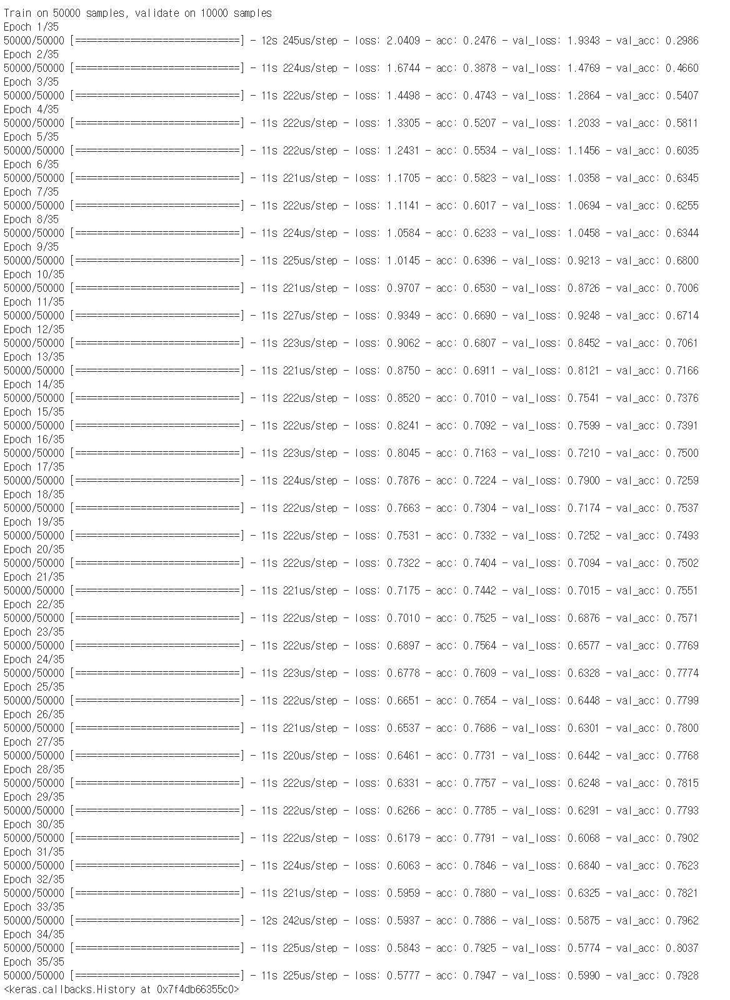 Train on 50000 samples, validate on 10000 samples
Epoch 1/35
50000/50000 [==============================] - 12s 245us/step - loss: 2.0409 - acc: 0.2476 - val_loss: 1.9343 - val_acc: 0.2986
Epoch 2/35
50000/50000 [==============================] - 11s 224us/step - loss: 1.6744 - acc: 0.3878 - val_loss: 1.4769 - val_acc: 0.4660
Epoch 3/35
50000/50000 [==============================] - 11s 222us/step - loss: 1.4498 - acc: 0.4743 - val_loss: 1.2864 - val_acc: 0.5407
Epoch 4/35
50000/50000 [==============================] - 11s 222us/step - loss: 1.3305 - acc: 0.5207 - val_loss: 1.2033 - val_acc: 0.5811
Epoch 5/35
50000/50000 [==============================] - 11s 222us/step - loss: 1.2431 - acc: 0.5534 - val_loss: 1.1456 - val_acc: 0.6035
Epoch 6/35
50000/50000 [==============================] - 11s 221us/step - loss: 1.1705 - acc: 0.5823 - val_loss: 1.0358 - val_acc: 0.6345
Epoch 7/35
50000/50000 [==============================] - 11s 222us/step - loss: 1.1141 - acc: 0.6017 - val_loss: 1.0694 - val_acc: 0.6255
Epoch 8/35
50000/50000 [==============================] - 11s 224us/step - loss: 1.0584 - acc: 0.6233 - val_loss: 1.0458 - val_acc: 0.6344
Epoch 9/35
50000/50000 [==============================] - 11s 225us/step - loss: 1.0145 - acc: 0.6396 - val_loss: 0.9213 - val_acc: 0.6800
Epoch 10/35
50000/50000 [==============================] - 11s 221us/step - loss: 0.9707 - acc: 0.6530 - val_loss: 0.8726 - val_acc: 0.7006
Epoch 11/35
50000/50000 [==============================] - 11s 227us/step - loss: 0.9349 - acc: 0.6690 - val_loss: 0.9248 - val_acc: 0.6714
Epoch 12/35
50000/50000 [==============================] - 11s 223us/step - loss: 0.9062 - acc: 0.6807 - val_loss: 0.8452 - val_acc: 0.7061
Epoch 13/35
50000/50000 [==============================] - 11s 221us/step - loss: 0.8750 - acc: 0.6911 - val_loss: 0.8121 - val_acc: 0.7166
Epoch 14/35
50000/50000 [==============================] - 11s 222us/step - loss: 0.8520 - acc: 0.7010 - val_loss: 0.7541 - val_acc: 0.7376
Epoch 15/35
50000/50000 [==============================] - 11s 222us/step - loss: 0.8241 - acc: 0.7092 - val_loss: 0.7599 - val_acc: 0.7391
Epoch 16/35
50000/50000 [==============================] - 11s 223us/step - loss: 0.8045 - acc: 0.7163 - val_loss: 0.7210 - val_acc: 0.7500
Epoch 17/35
50000/50000 [==============================] - 11s 224us/step - loss: 0.7876 - acc: 0.7224 - val_loss: 0.7900 - val_acc: 0.7259
Epoch 18/35
50000/50000 [==============================] - 11s 222us/step - loss: 0.7663 - acc: 0.7304 - val_loss: 0.7174 - val_acc: 0.7537
Epoch 19/35
50000/50000 [==============================] - 11s 222us/step - loss: 0.7531 - acc: 0.7332 - val_loss: 0.7252 - val_acc: 0.7493
Epoch 20/35
50000/50000 [==============================] - 11s 222us/step - loss: 0.7322 - acc: 0.7404 - val_loss: 0.7094 - val_acc: 0.7502
Epoch 21/35
50000/50000 [==============================] - 11s 221us/step - loss: 0.7175 - acc: 0.7442 - val_loss: 0.7015 - val_acc: 0.7551
Epoch 22/35
50000/50000 [==============================] - 11s 222us/step - loss: 0.7010 - acc: 0.7525 - val_loss: 0.6876 - val_acc: 0.7571
Epoch 23/35
50000/50000 [==============================] - 11s 222us/step - loss: 0.6897 - acc: 0.7564 - val_loss: 0.6577 - val_acc: 0.7769
Epoch 24/35
50000/50000 [==============================] - 11s 223us/step - loss: 0.6778 - acc: 0.7609 - val_loss: 0.6328 - val_acc: 0.7774
Epoch 25/35
50000/50000 [==============================] - 11s 222us/step - loss: 0.6651 - acc: 0.7654 - val_loss: 0.6448 - val_acc: 0.7799
Epoch 26/35
50000/50000 [==============================] - 11s 221us/step - loss: 0.6537 - acc: 0.7686 - val_loss: 0.6301 - val_acc: 0.7800
Epoch 27/35
50000/50000 [==============================] - 11s 220us/step - loss: 0.6461 - acc: 0.7731 - val_loss: 0.6442 - val_acc: 0.7768
Epoch 28/35
50000/50000 [==============================] - 11s 222us/step - loss: 0.6331 - acc: 0.7757 - val_loss: 0.6248 - val_acc: 0.7815
Epoch 29/35
50000/50000 [==============================] - 11s 222us/step - loss: 0.6266 - acc: 0.7785 - val_loss: 0.6291 - val_acc: 0.7793
Epoch 30/35
50000/50000 [==============================] - 11s 222us/step - loss: 0.6179 - acc: 0.7791 - val_loss: 0.6068 - val_acc: 0.7902
Epoch 31/35
50000/50000 [==============================] - 11s 224us/step - loss: 0.6063 - acc: 0.7846 - val_loss: 0.6840 - val_acc: 0.7623
Epoch 32/35
50000/50000 [==============================] - 11s 221us/step - loss: 0.5959 - acc: 0.7880 - val_loss: 0.6325 - val_acc: 0.7821
Epoch 33/35
50000/50000 [==============================] - 12s 242us/step - loss: 0.5937 - acc: 0.7886 - val_loss: 0.5875 - val_acc: 0.7962
Epoch 34/35
50000/50000 [==============================] - 11s 225us/step - loss: 0.5843 - acc: 0.7925 - val_loss: 0.5774 - val_acc: 0.8037
Epoch 35/35
50000/50000 [==============================] - 11s 225us/step - loss: 0.5777 - acc: 0.7947 - val_loss: 0.5990 - val_acc: 0.7928
<keras.callbacks.History at 0x7f4db66355c0>